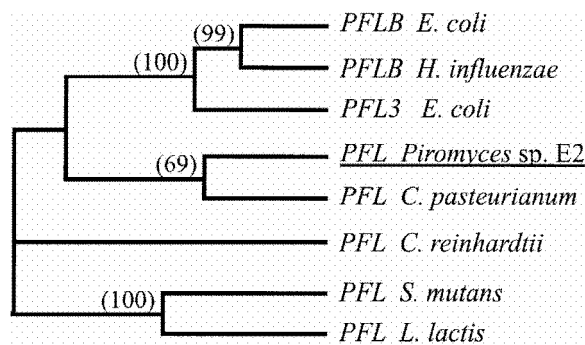 (99)
PFLB E. coli
(100)
PFLB H. influenzae
PFL3 E. coli
(69)
PFL Piromyces sp. E2
PFL C. pasteurianum
PFL C. reinhardtii
(100)
PFL S. mutans
PFL L. lactis